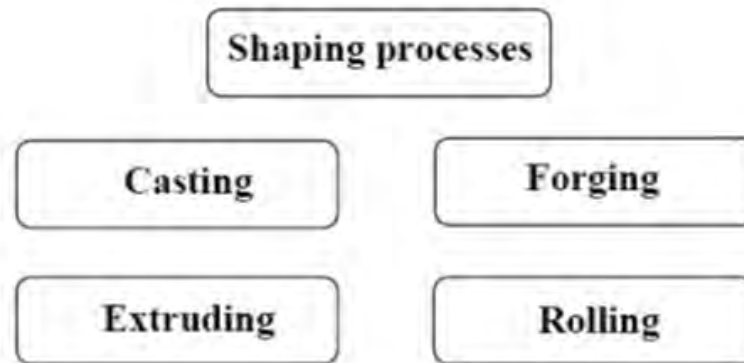 Shaping processes
Casting
Forging
Extruding
Rolling